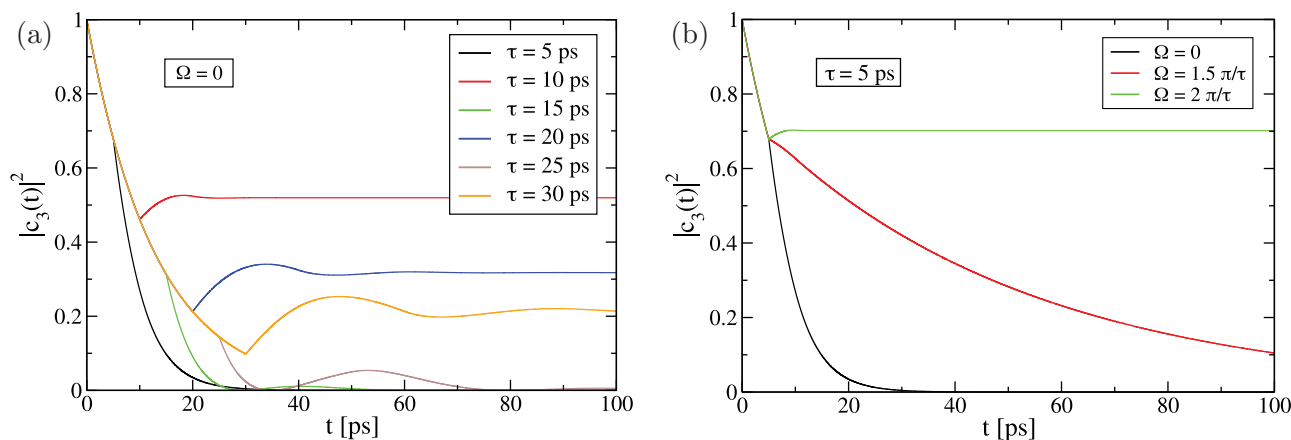 (a)
Ω = 0
τ = 5 ps
τ = 10 ps
τ = 15 ps
τ = 20 ps
τ = 25 ps
τ = 30 ps
|c₃(t)|²
1
0.8
0.6
0.4
0.2
0
0 20 40 60 80 100
t [ps]
(b)
τ = 5 ps
Ω = 0
Ω = 1.5 π/τ
Ω = 2 π/τ
|c₃(t)|²
1
0.8
0.6
0.4
0.2
0
0 20 40 60 80 100
t [ps]